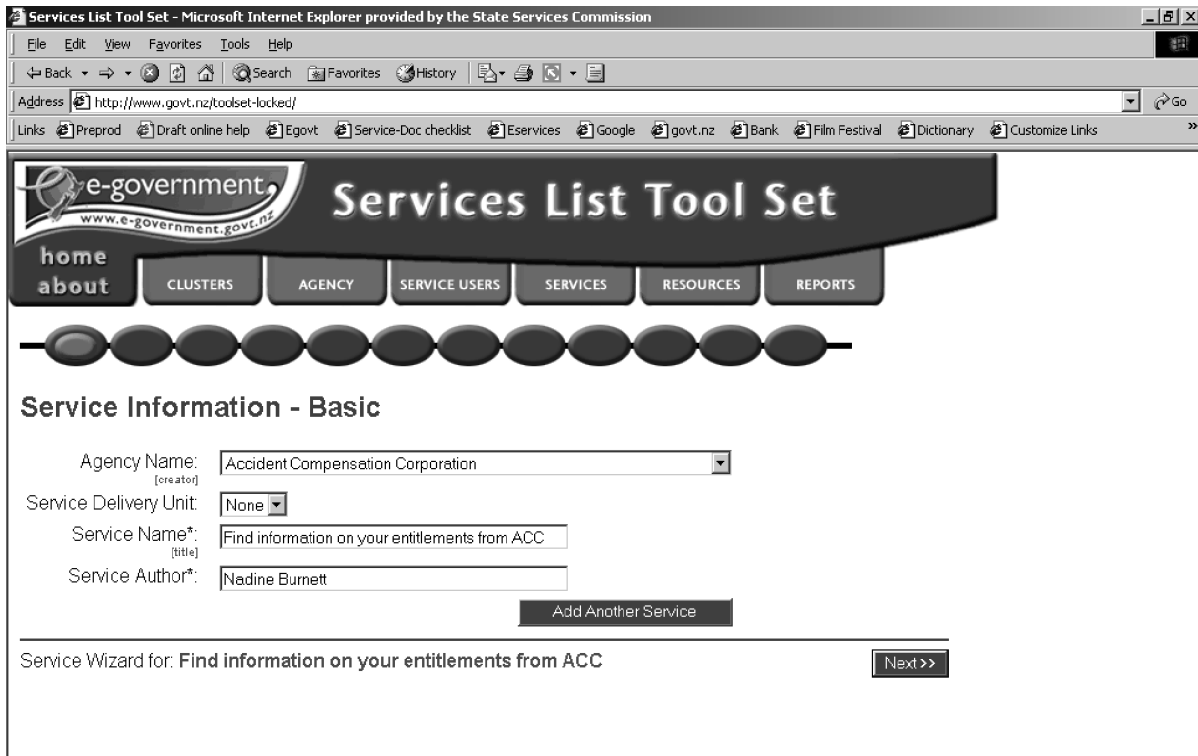 Services List Tool Set - Microsoft Internet Explorer provided by the State Services Commission
File Edit View Favorites Tools Help
Back Search Favorites History
Address http://www.govt.nz/toolset-locked/ Go
Links Preprod Draft online help Egovt Service-Doc checklist Eservices Google govt.nz Bank Film Festival Dictionary Customize Links »
e-government
www.e-government.govt.nz
Services List Tool Set
home
about
CLUSTERS AGENCY SERVICE USERS SERVICES RESOURCES REPORTS
Service Information - Basic
Agency Name: Accident Compensation Corporation
[creator]
Service Delivery Unit: None
Service Name*: Find information on your entitlements from ACC
[title]
Service Author*: Nadine Burnett
Add Another Service
Service Wizard for: Find information on your entitlements from ACC Next >>